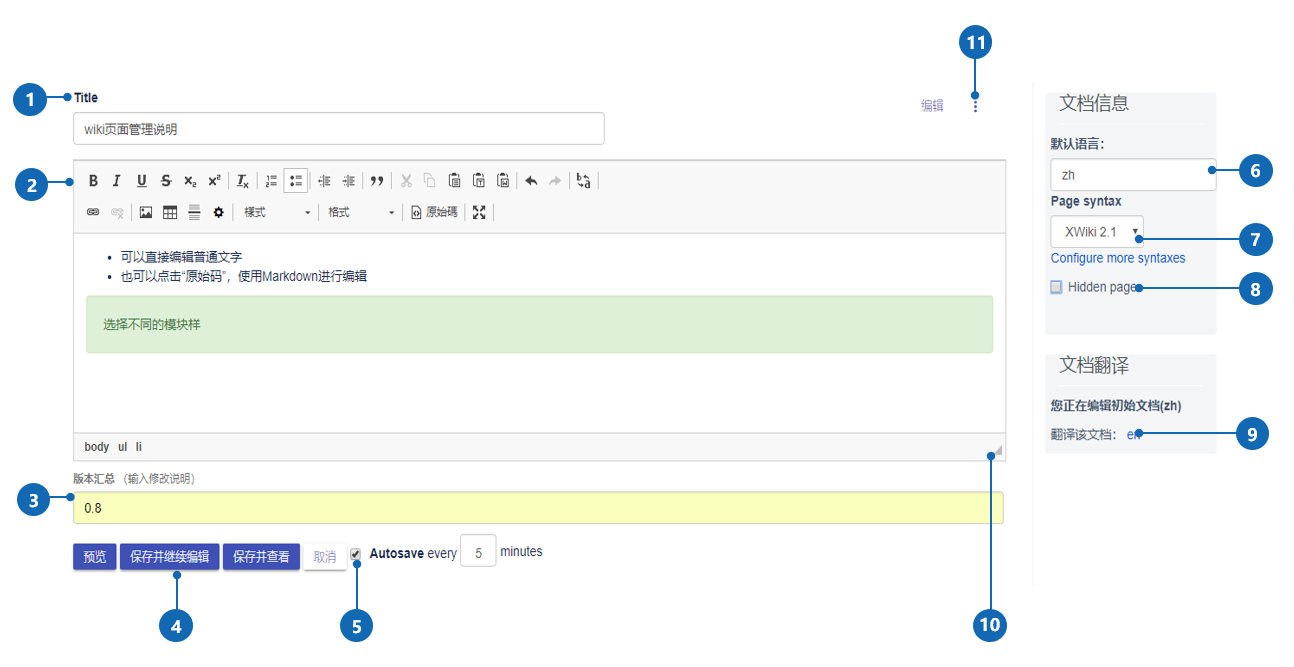 11
1 Title
编辑
wiki页面管理说明
2
B I U S x₂ x² Iₓ
樣式 格式 原始碼
可以直接编辑普通文字
也可以点击“原始码”，使用Markdown进行编辑
选择不同的模块样
body ul li
版本汇总 （输入修改说明）
3
0.8
预览 保存并继续编辑 保存并查看 取消 Autosave every 5 minutes
4 5 10
文档信息
默认语言：
zh 6
Page syntax
XWiki 2.1 7
Configure more syntaxes
Hidden page 8
文档翻译
您正在编辑初始文档(zh)
翻译该文档： en 9